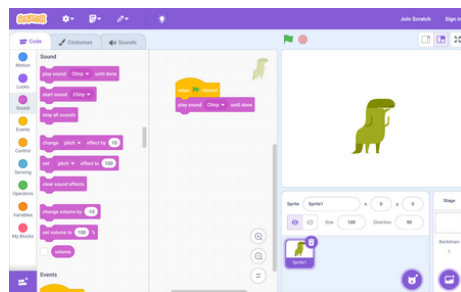 SCRATCH
Join Scratch Sign in
Code Costumes Sounds
Motion
Looks
Sound
Events
Control
Sensing
Operators
Variables
My Blocks
Sound
play sound Chirp until done
start sound Chirp
stop all sounds
change pitch effect by 10
set pitch effect to 100
clear sound effects
change volume by -10
set volume to 100 %
volume
Events
when clicked
play sound Chirp until done
Sprite Sprite1 x 0 y 0
Size 100 Direction 90
Sprite1
Stage
Backdrops
1